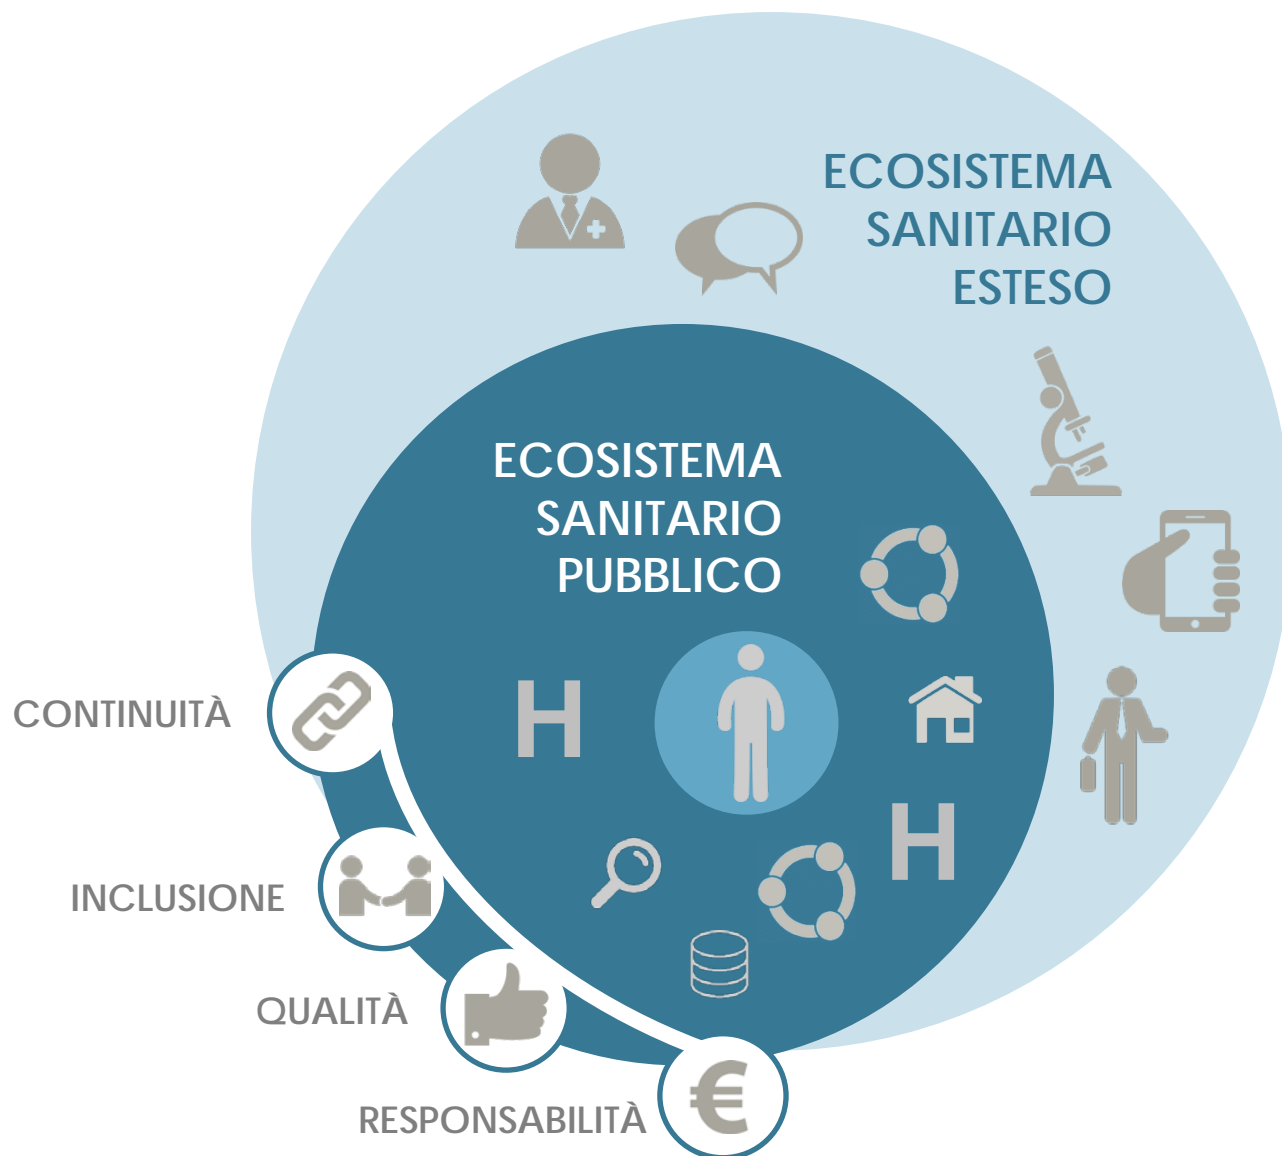 ECOSISTEMA
SANITARIO
ESTESO
ECOSISTEMA
SANITARIO
PUBBLICO
H
CONTINUITÀ
H
INCLUSIONE
QUALITÀ
RESPONSABILITÀ
€